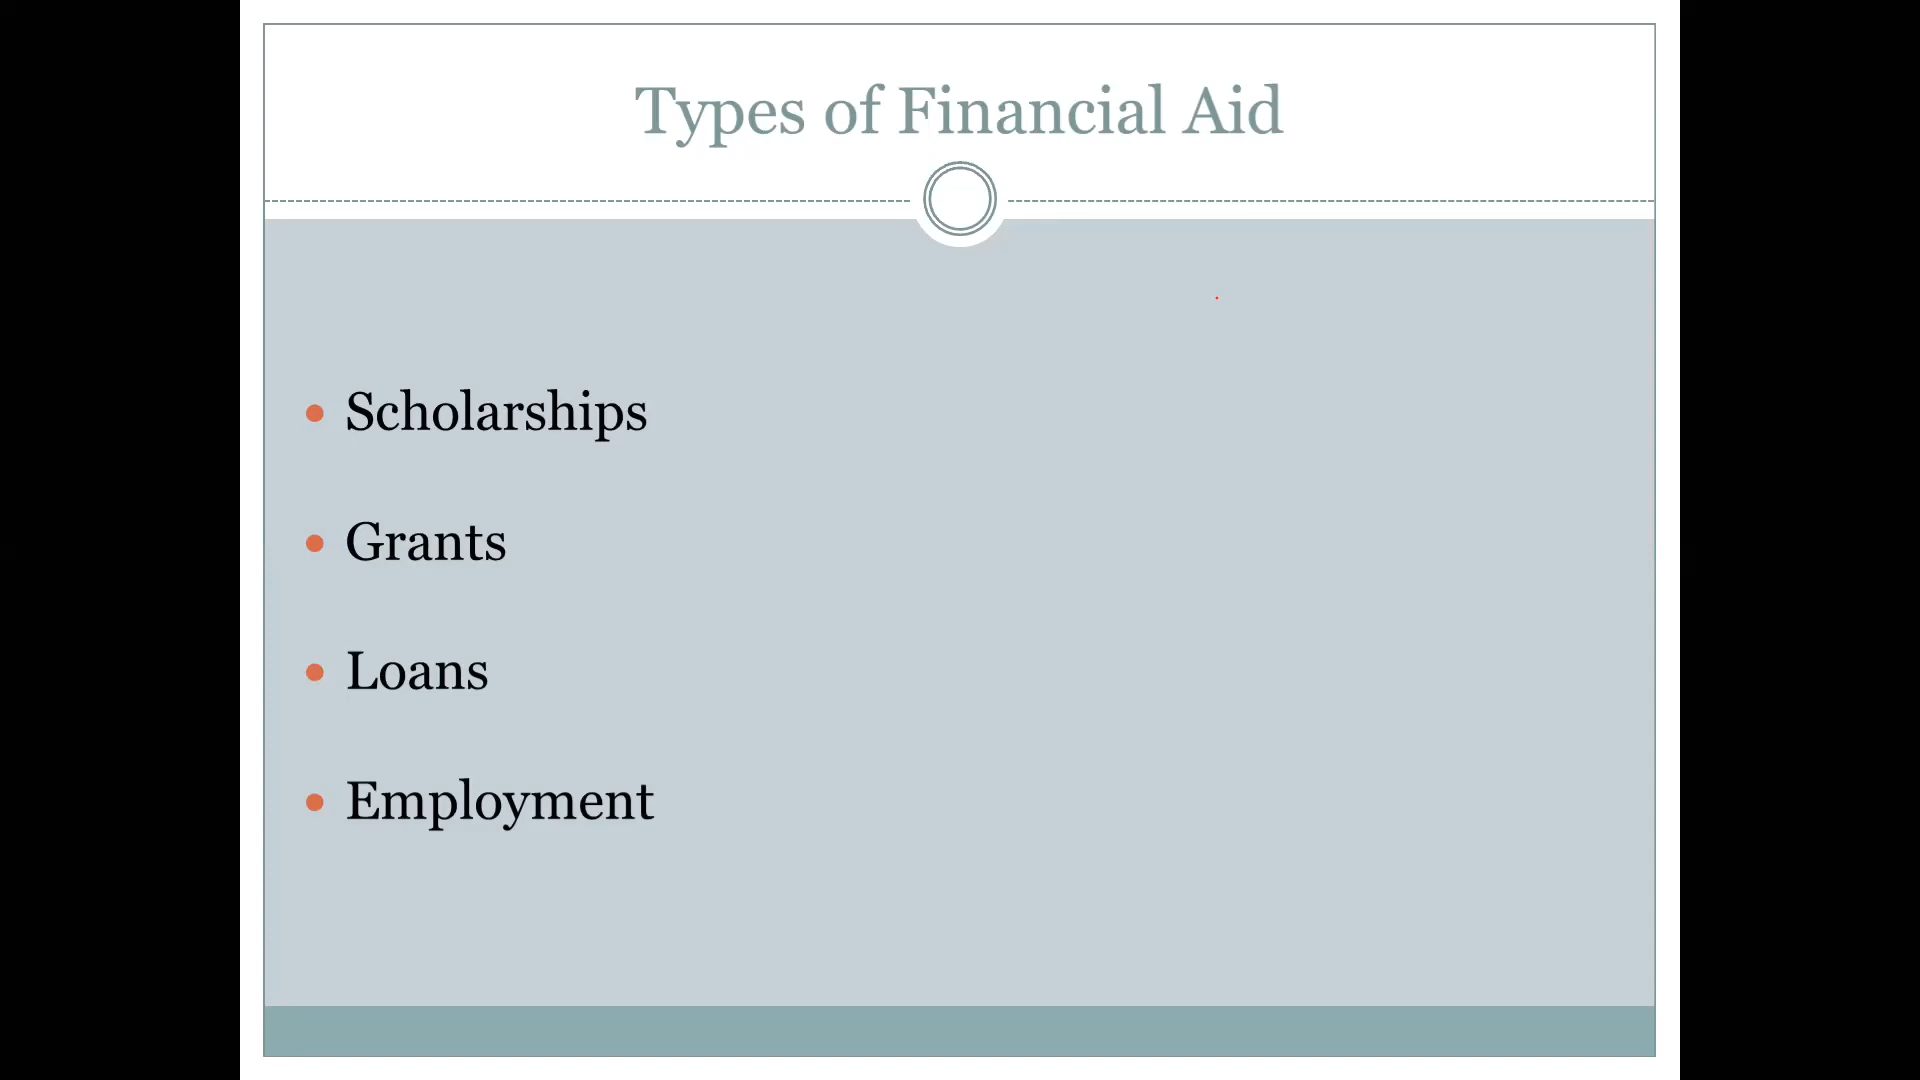 Types of Financial Aid
Scholarships
Grants
Loans
Employment